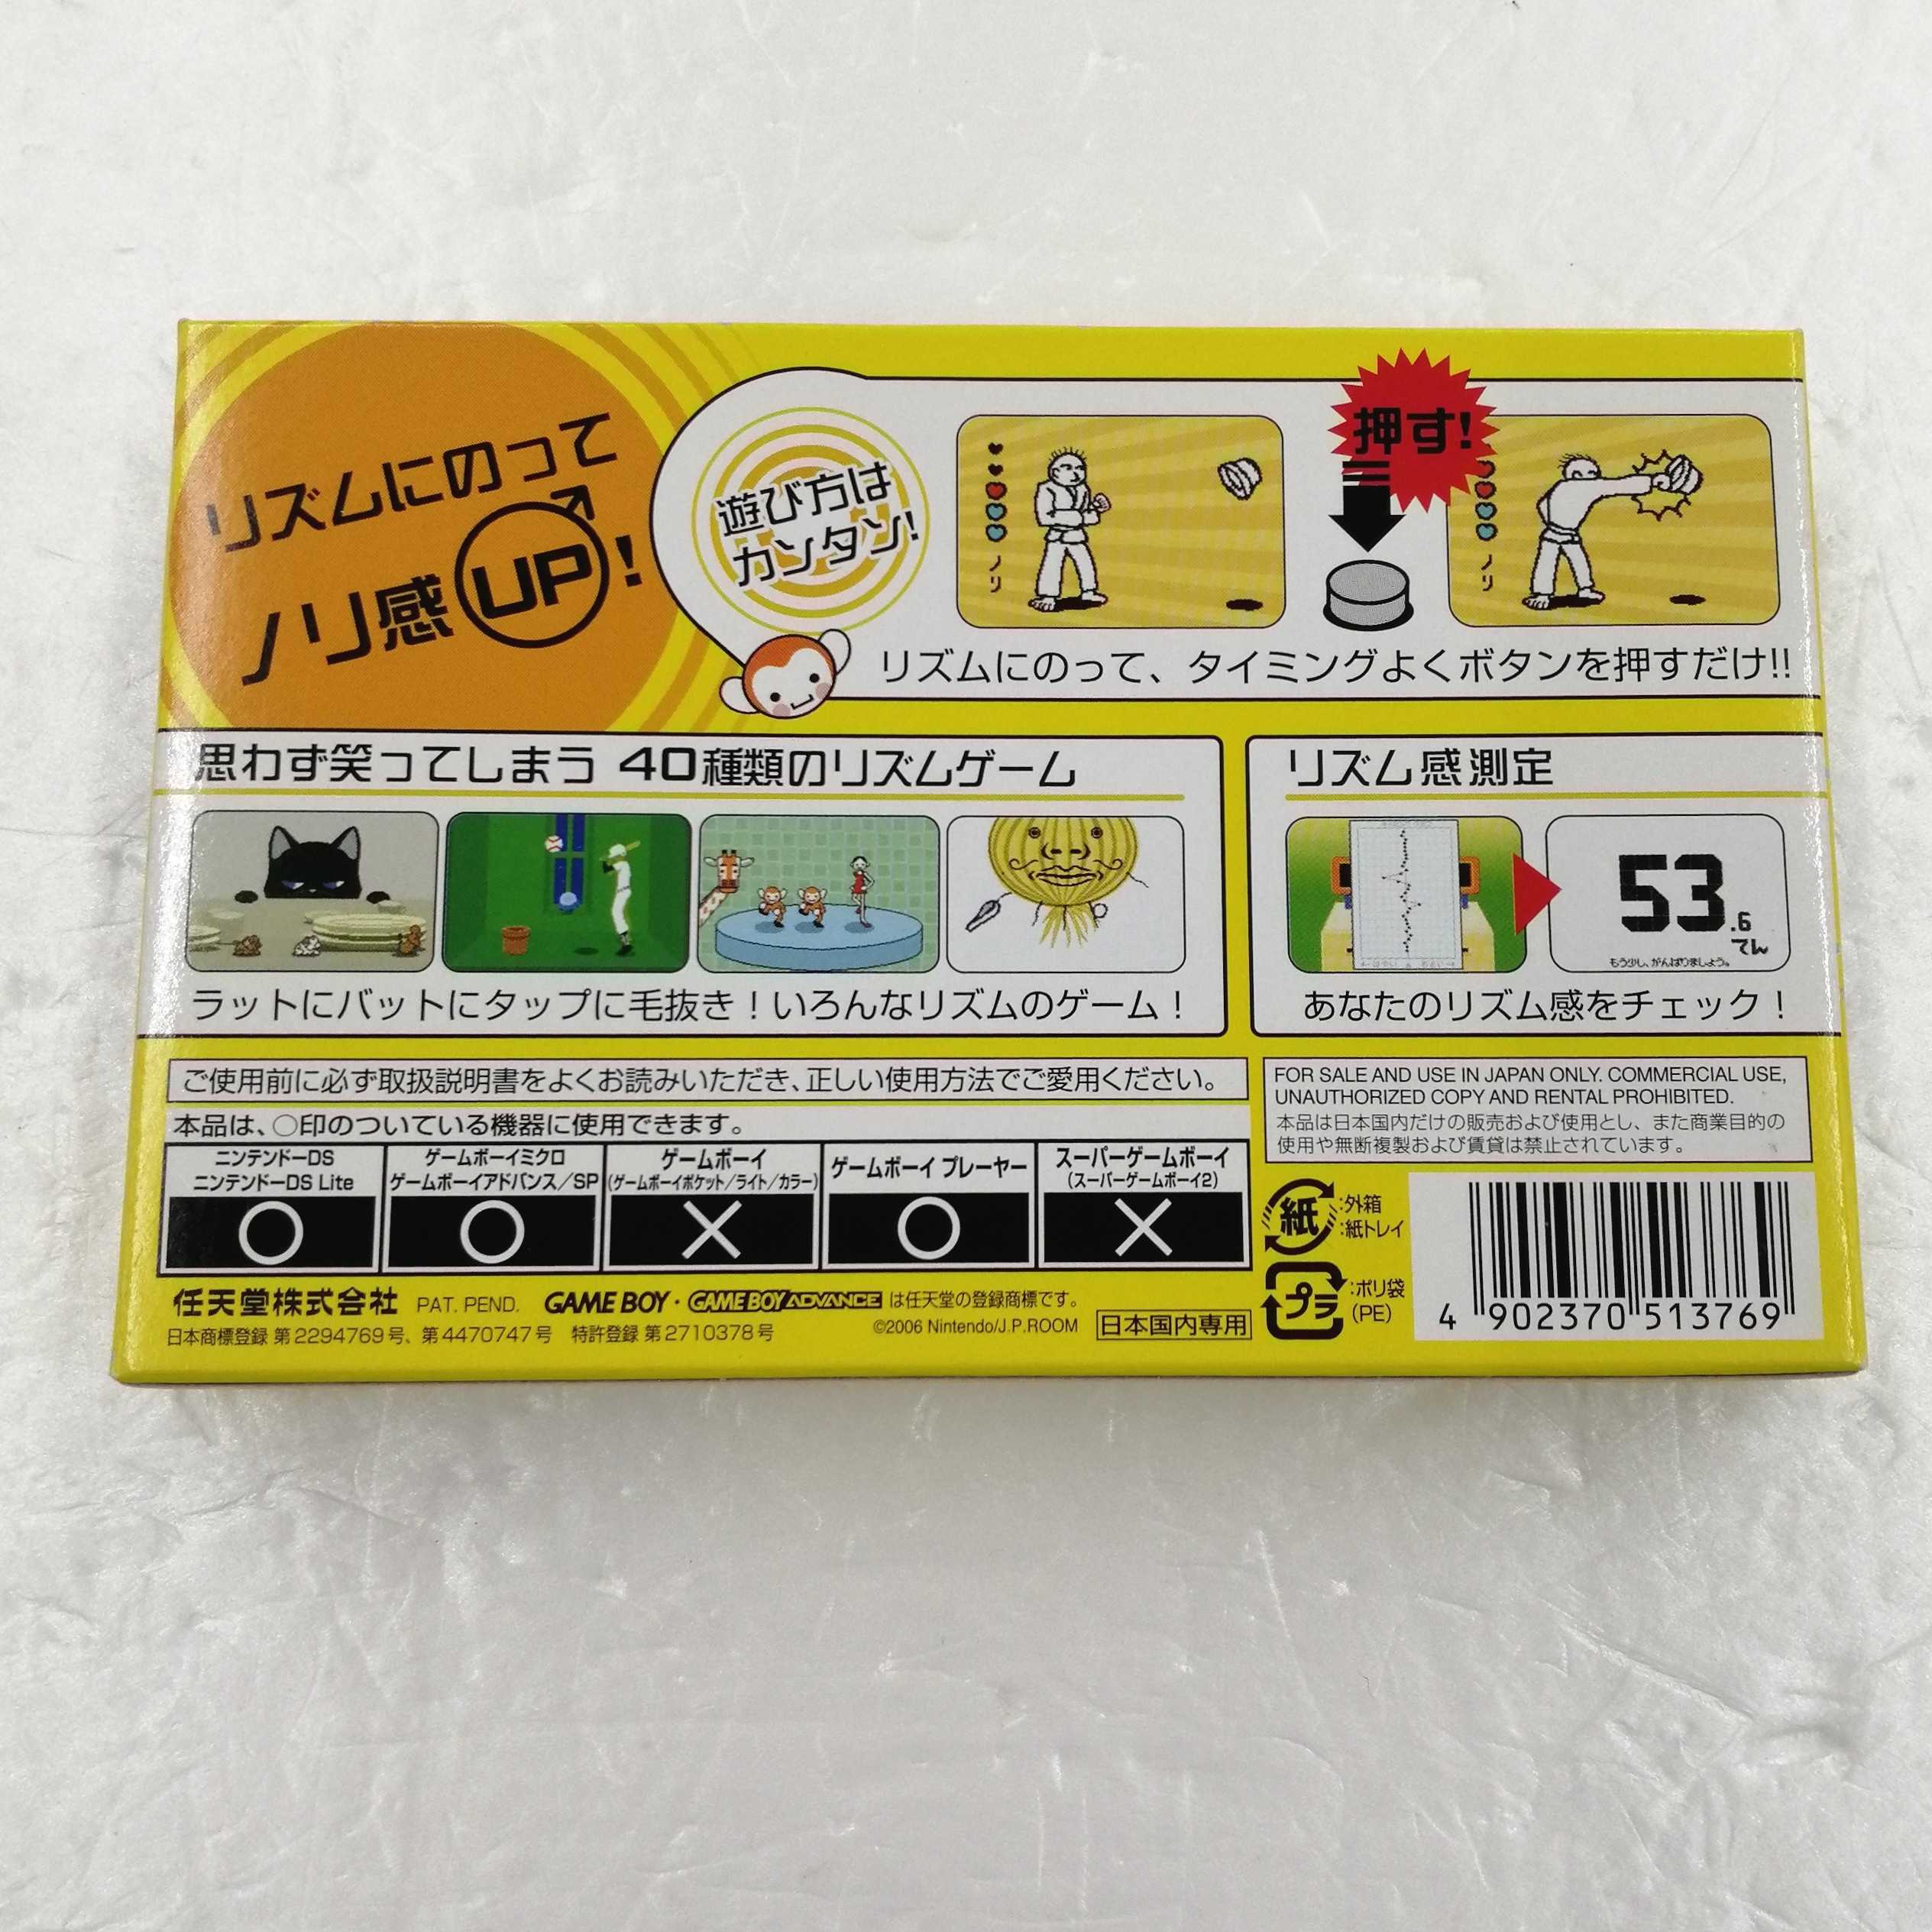 リズムにのって
ノリ感UP!
遊び方は
カンタン!
押す!
ノリ
ノリ
リズムにのって、タイミングよくボタンを押すだけ!!
思わず笑ってしまう 40種類のリズムゲーム
ラットにバットにタップに毛抜き!いろんなリズムのゲーム!
リズム感測定
53.6
てん
もう少し、がんばりましょう。
あなたのリズム感をチェック!
ご使用前に必ず取扱説明書をよくお読みいただき、正しい使用方法でご愛用ください。
本品は、○印のついている機器に使用できます。
ニンテンドーDS
ニンテンドーDS Lite
○
ゲームボーイミクロ
ゲームボーイアドバンス/SP
○
ゲームボーイ
(ゲームボーイポケット/ライト/カラー)
×
ゲームボーイ プレーヤー
○
スーパーゲームボーイ
(スーパーゲームボーイ2)
×
任天堂株式会社 PAT. PEND. GAME BOY・GAME BOY ADVANCE は任天堂の登録商標です。
日本商標登録 第2294769号、第4470747号 特許登録 第2710378号
©2006 Nintendo/J.P.ROOM
日本国内専用
FOR SALE AND USE IN JAPAN ONLY. COMMERCIAL USE,
UNAUTHORIZED COPY AND RENTAL PROHIBITED.
本品は日本国内だけの販売および使用とし、また商業目的の
使用や無断複製および賃貸は禁止されています。
紙
:外箱
:紙トレイ
プラ
:ポリ袋
(PE)
4 902370 513769